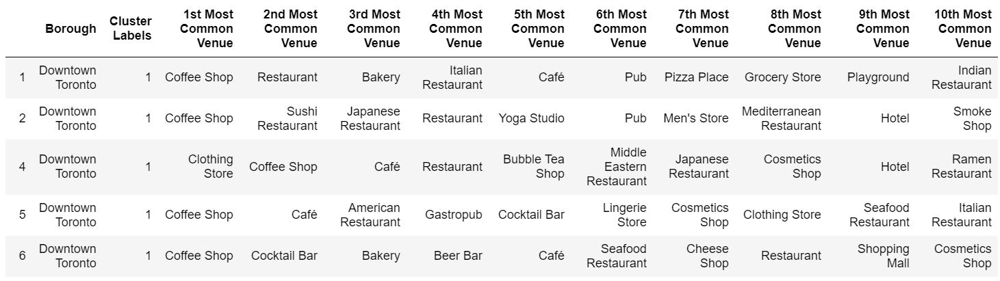 Borough Cluster Labels 1st Most Common Venue 2nd Most Common Venue 3rd Most Common Venue 4th Most Common Venue 5th Most Common Venue 6th Most Common Venue 7th Most Common Venue 8th Most Common Venue 9th Most Common Venue 10th Most Common Venue
1 Downtown Toronto 1 Coffee Shop Restaurant Bakery Italian Restaurant Café Pub Pizza Place Grocery Store Playground Indian Restaurant
2 Downtown Toronto 1 Coffee Shop Sushi Restaurant Japanese Restaurant Restaurant Yoga Studio Pub Men's Store Mediterranean Restaurant Hotel Smoke Shop
4 Downtown Toronto 1 Clothing Store Coffee Shop Café Restaurant Bubble Tea Shop Middle Eastern Restaurant Japanese Restaurant Cosmetics Shop Hotel Ramen Restaurant
5 Downtown Toronto 1 Coffee Shop Café American Restaurant Gastropub Cocktail Bar Lingerie Store Cosmetics Shop Clothing Store Seafood Restaurant Italian Restaurant
6 Downtown Toronto 1 Coffee Shop Cocktail Bar Bakery Beer Bar Café Seafood Restaurant Cheese Shop Restaurant Shopping Mall Cosmetics Shop